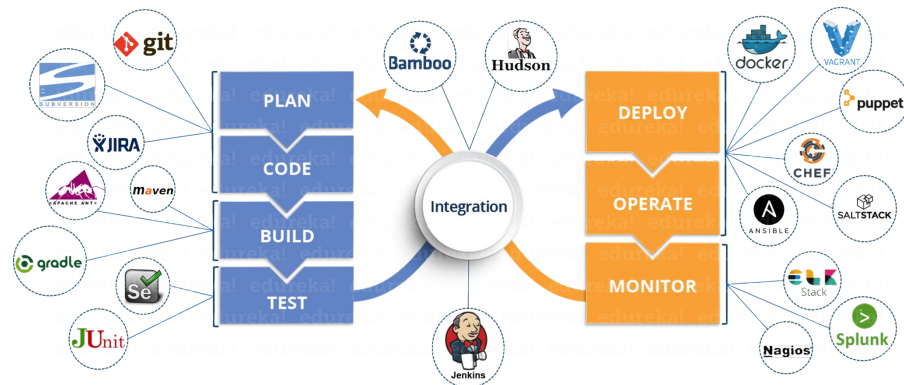 git
SUBVERSION
JIRA
APACHE ANT
maven
gradle
Se
JUnit
PLAN
CODE
BUILD
TEST
Bamboo
Hudson
Integration
Jenkins
DEPLOY
OPERATE
MONITOR
docker
VAGRANT
puppet
CHEF
SALTSTACK
ANSIBLE
ELK
Stack
Splunk
Nagios
edureka!